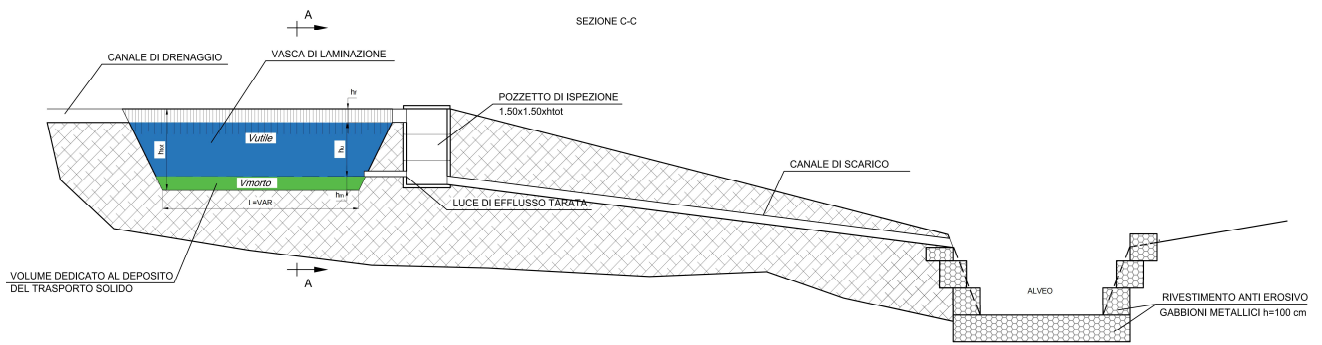 A
SEZIONE C-C
CANALE DI DRENAGGIO
VASCA DI LAMINAZIONE
hr
POZZETTO DI ISPEZIONE
1.50x1.50xhtot
Vutile
hu
CANALE DI SCARICO
Vmorto
hm
L=VAR
LUCE DI EFFLUSSO TARATA
VOLUME DEDICATO AL DEPOSITO
DEL TRASPORTO SOLIDO
A
ALVEO
RIVESTIMENTO ANTI EROSIVO
GABBIONI METALLICI h=100 cm